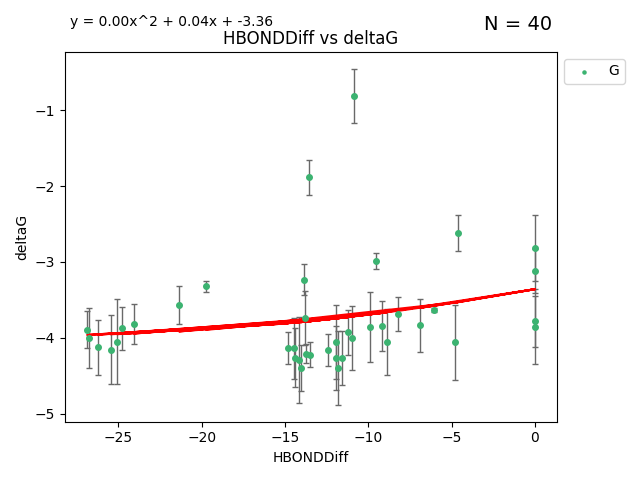 y = 0.00x^2 + 0.04x + -3.36
N = 40
HBONDDiff vs deltaG
G
−1
−2
−3
−4
−5
deltaG
−25
−20
−15
−10
−5
0
HBONDDiff